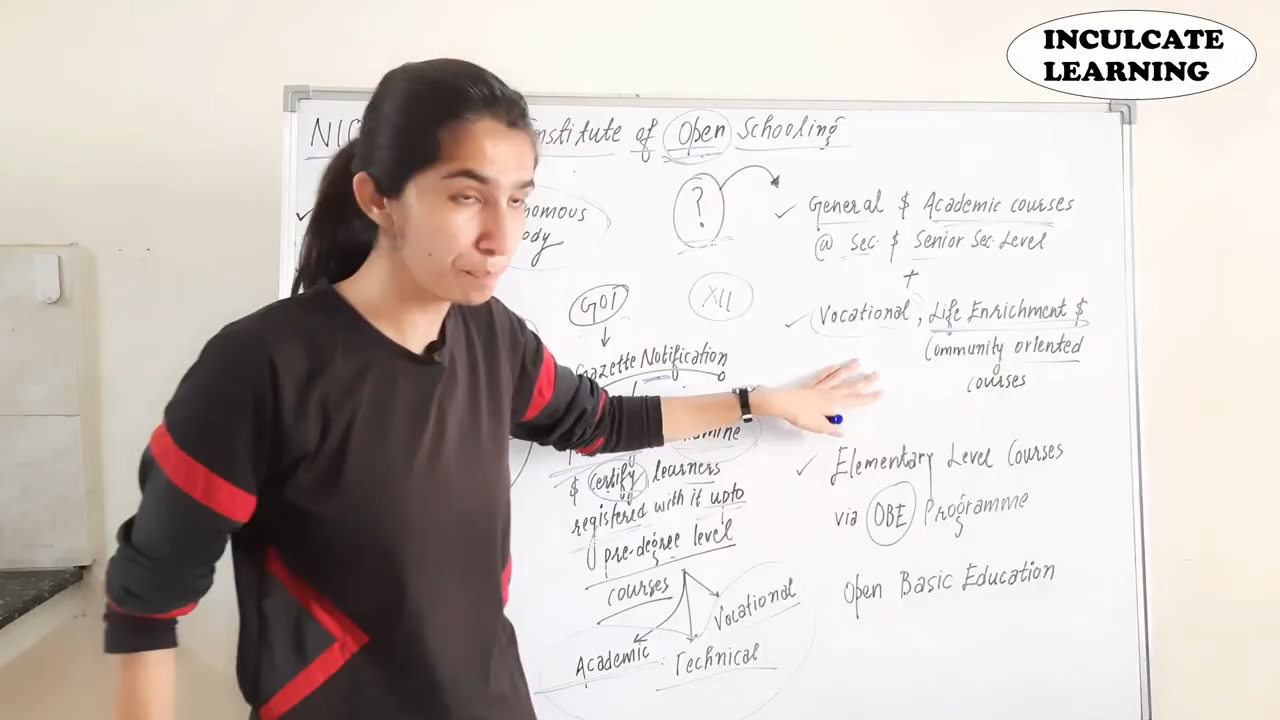 INCULCATE
LEARNING
Institute of Open Schooling
?
General & Academic courses
@ Sec. & Senior Sec. Level
+
Vocational, Life Enrichment &
Community oriented
courses
Elementary Level Courses
via OBE Programme
Open Basic Education
GOI
XII
Gazette Notification
& Certify learners
registered with it upto
pre-degree level
courses
Vocational
Academic
Technical